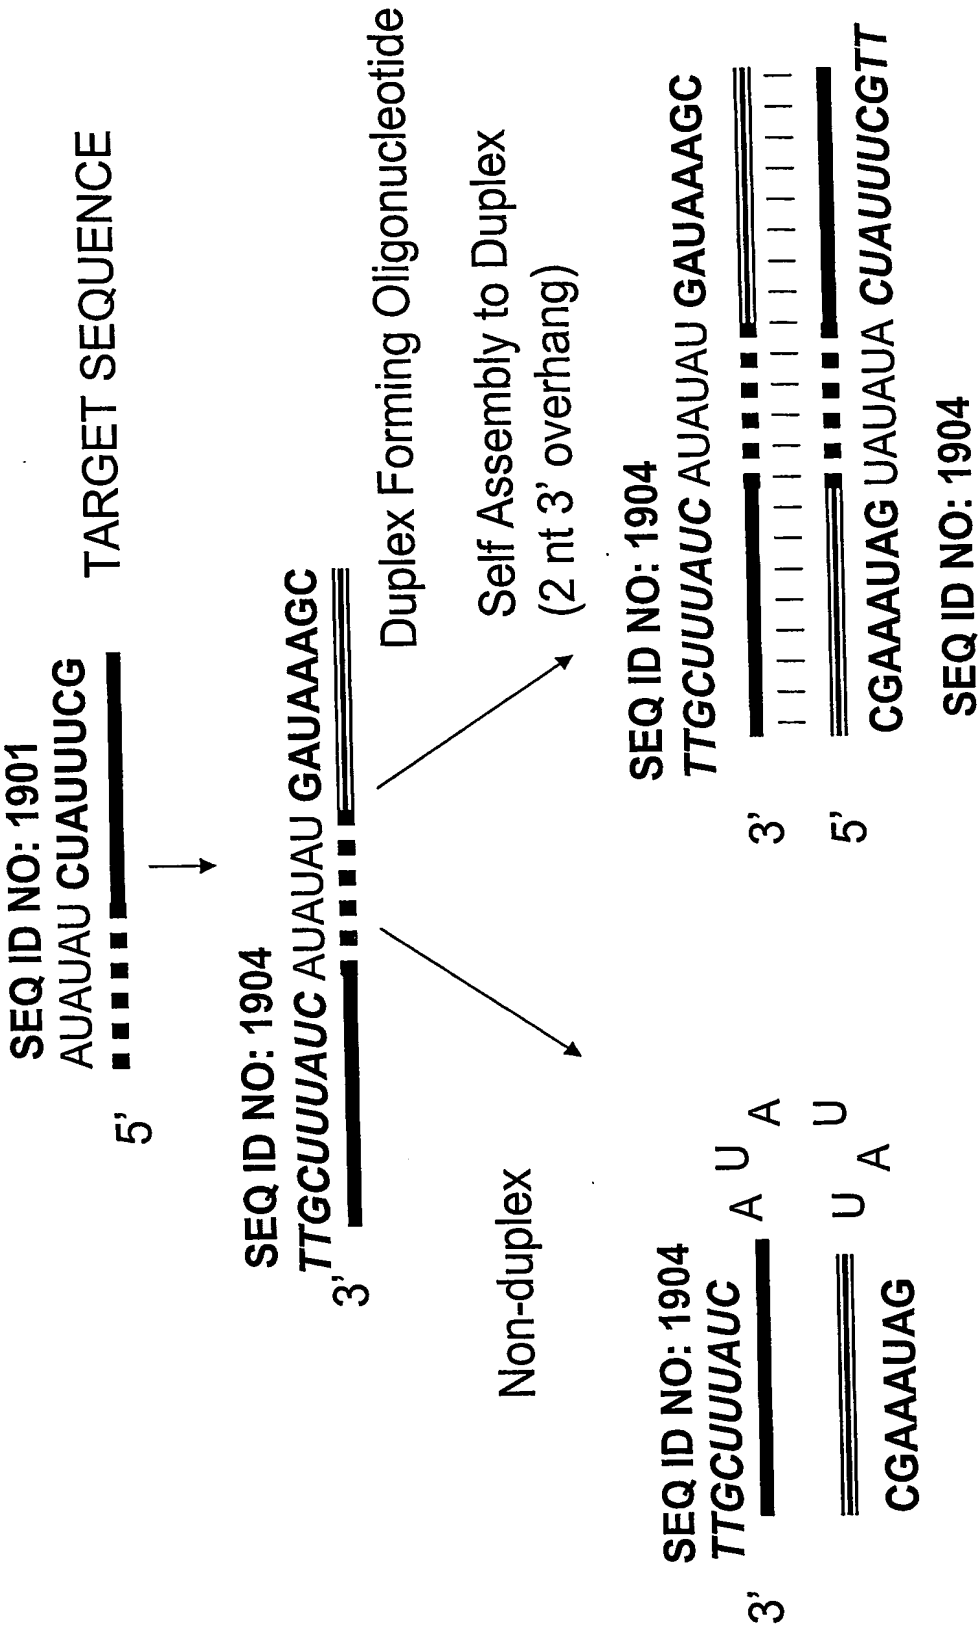 SEQ ID NO: 1901
AUAUAU CUAUUUCG
5'
TARGET SEQUENCE
SEQ ID NO: 1904
TTGCUUUAUC AUAUAU GAUAAAGC
3'
Duplex Forming Oligonucleotide
Non-duplex
Self Assembly to Duplex
(2 nt 3' overhang)
SEQ ID NO: 1904
TTGCUUUAUC
3'
A U A
U A U
CGAAAUAG
SEQ ID NO: 1904
TTGCUUUAUC AUAUAU GAUAAAGC
3'
5'
CGAAAUAG UAUAUA CUAUUUCGTT
SEQ ID NO: 1904